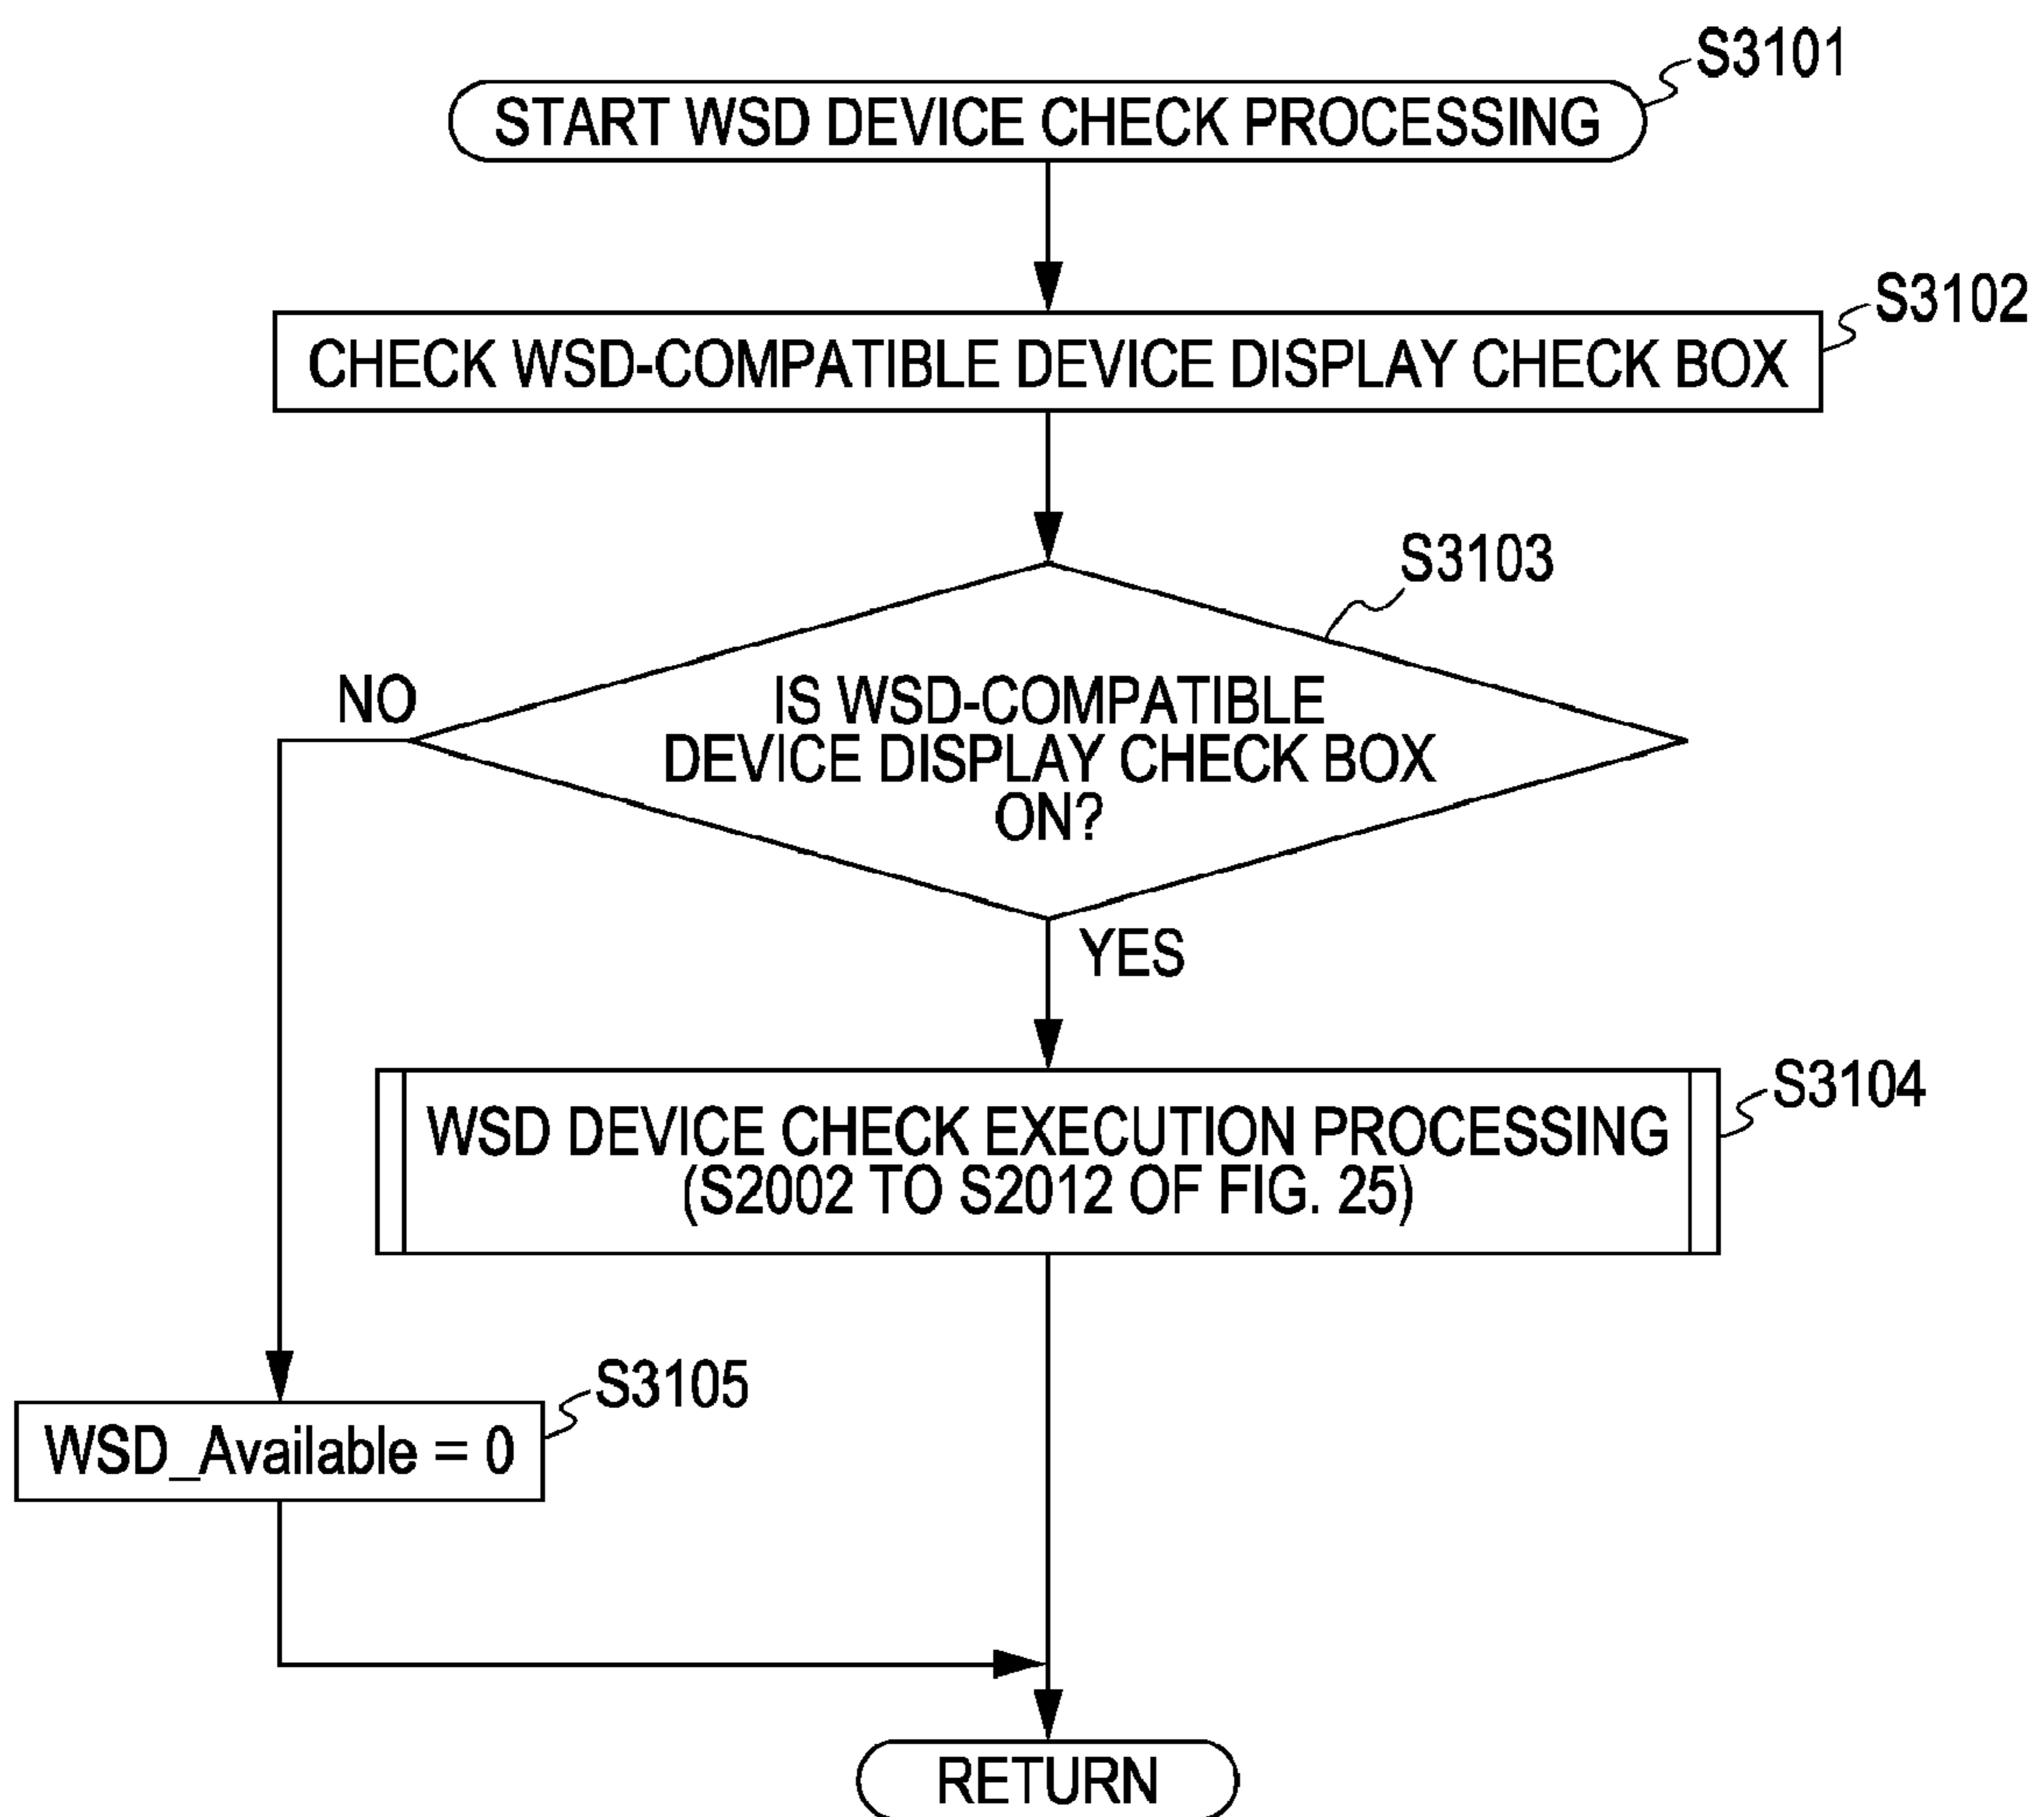 S3101
START WSD DEVICE CHECK PROCESSING
S3102
CHECK WSD-COMPATIBLE DEVICE DISPLAY CHECK BOX
S3103
NO
IS WSD-COMPATIBLE
DEVICE DISPLAY CHECK BOX
ON?
YES
S3104
WSD DEVICE CHECK EXECUTION PROCESSING
(S2002 TO S2012 OF FIG. 25)
S3105
WSD_Available = 0
RETURN